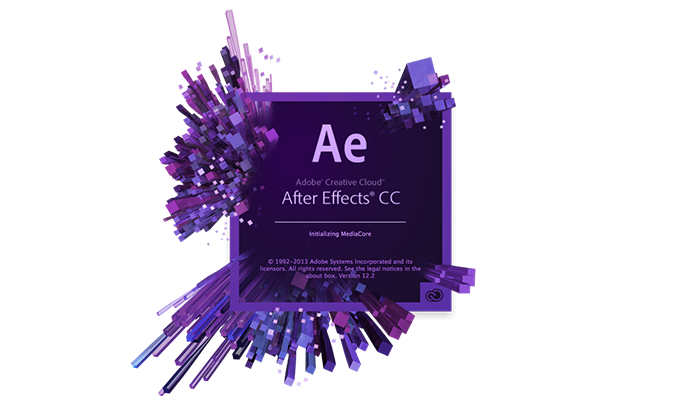 Ae
Adobe® Creative Cloud™
After Effects® CC
Initializing MediaCore
© 1992-2013 Adobe Systems Incorporated and its
licensors. All rights reserved. See the legal notices in the
about box. Version 12.2